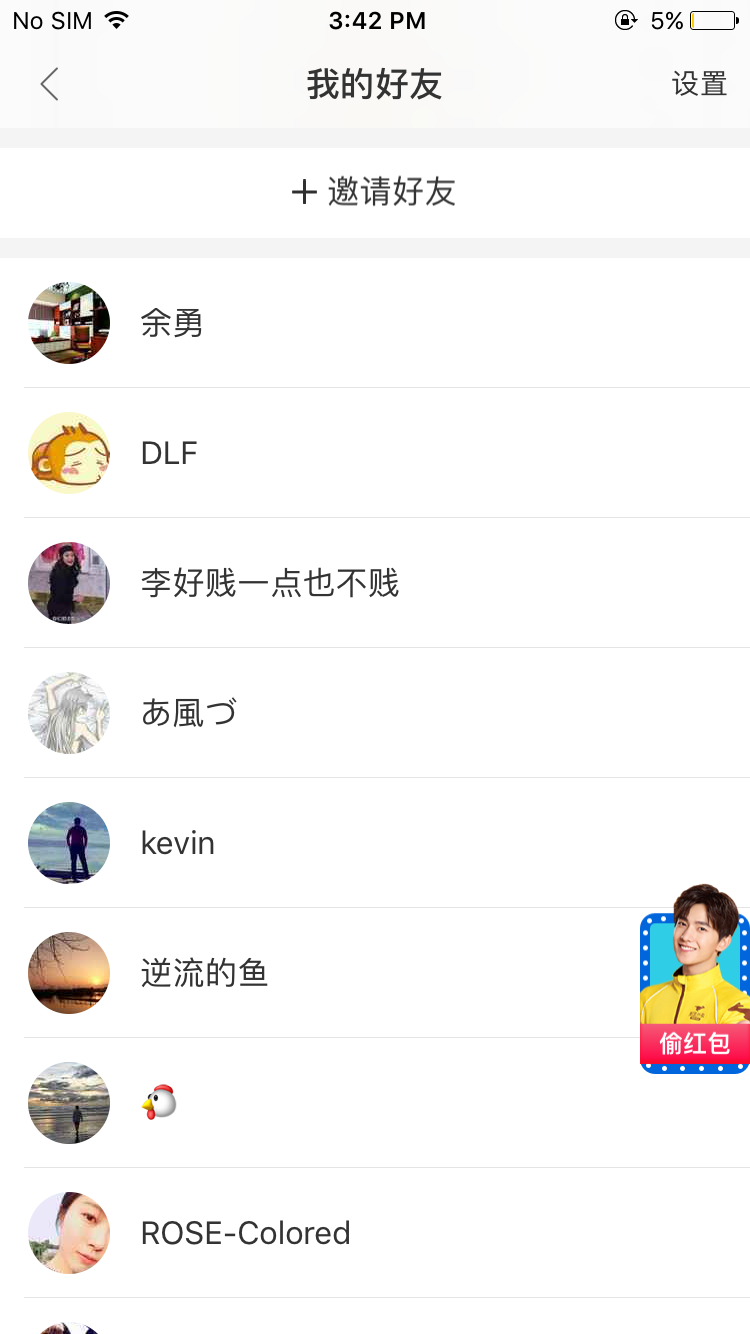 No SIM 3:42 PM 5%
我的好友 设置
+ 邀请好友
余勇
DLF
李好贱一点也不贱
あ風づ
kevin
逆流的鱼
偷红包
🐔
ROSE-Colored